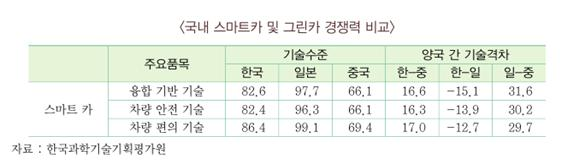 〈국내 스마트카 및 그린카 경쟁력 비교〉
주요품목 기술수준 양국 간 기술격차
한국 일본 중국 한-중 한-일 일-중
스마트 카 융합 기반 기술 82.6 97.7 66.1 16.6 -15.1 31.6
차량 안전 기술 82.4 96.3 66.1 16.3 -13.9 30.2
차량 편의 기술 86.4 99.1 69.4 17.0 -12.7 29.7
자료 : 한국과학기술기획평가원